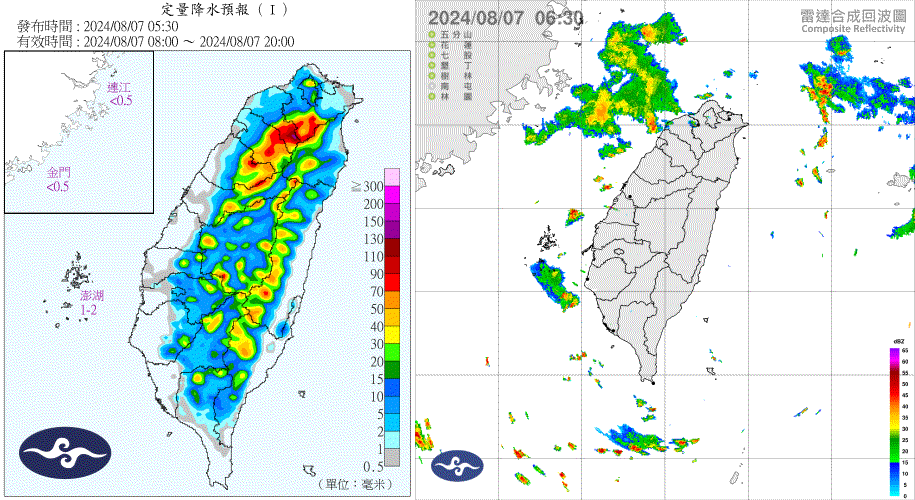 定量降水預報（Ｉ）
發布時間：2024/08/07 05:30
有效時間：2024/08/07 08:00 ～ 2024/08/07 20:00
連江
<0.5
金門
<0.5
澎湖
1-2
≧300
200
150
130
110
90
70
50
40
30
20
15
10
5
2
1
0.5
（單位：毫米）
2024/08/07 06:30
雷達合成回波圖
Composite Reflectivity
五分山
花蓮
七股
墾丁
樹林
南屯
林園
dBZ
65
60
55
50
45
40
35
30
25
20
15
10
5
0